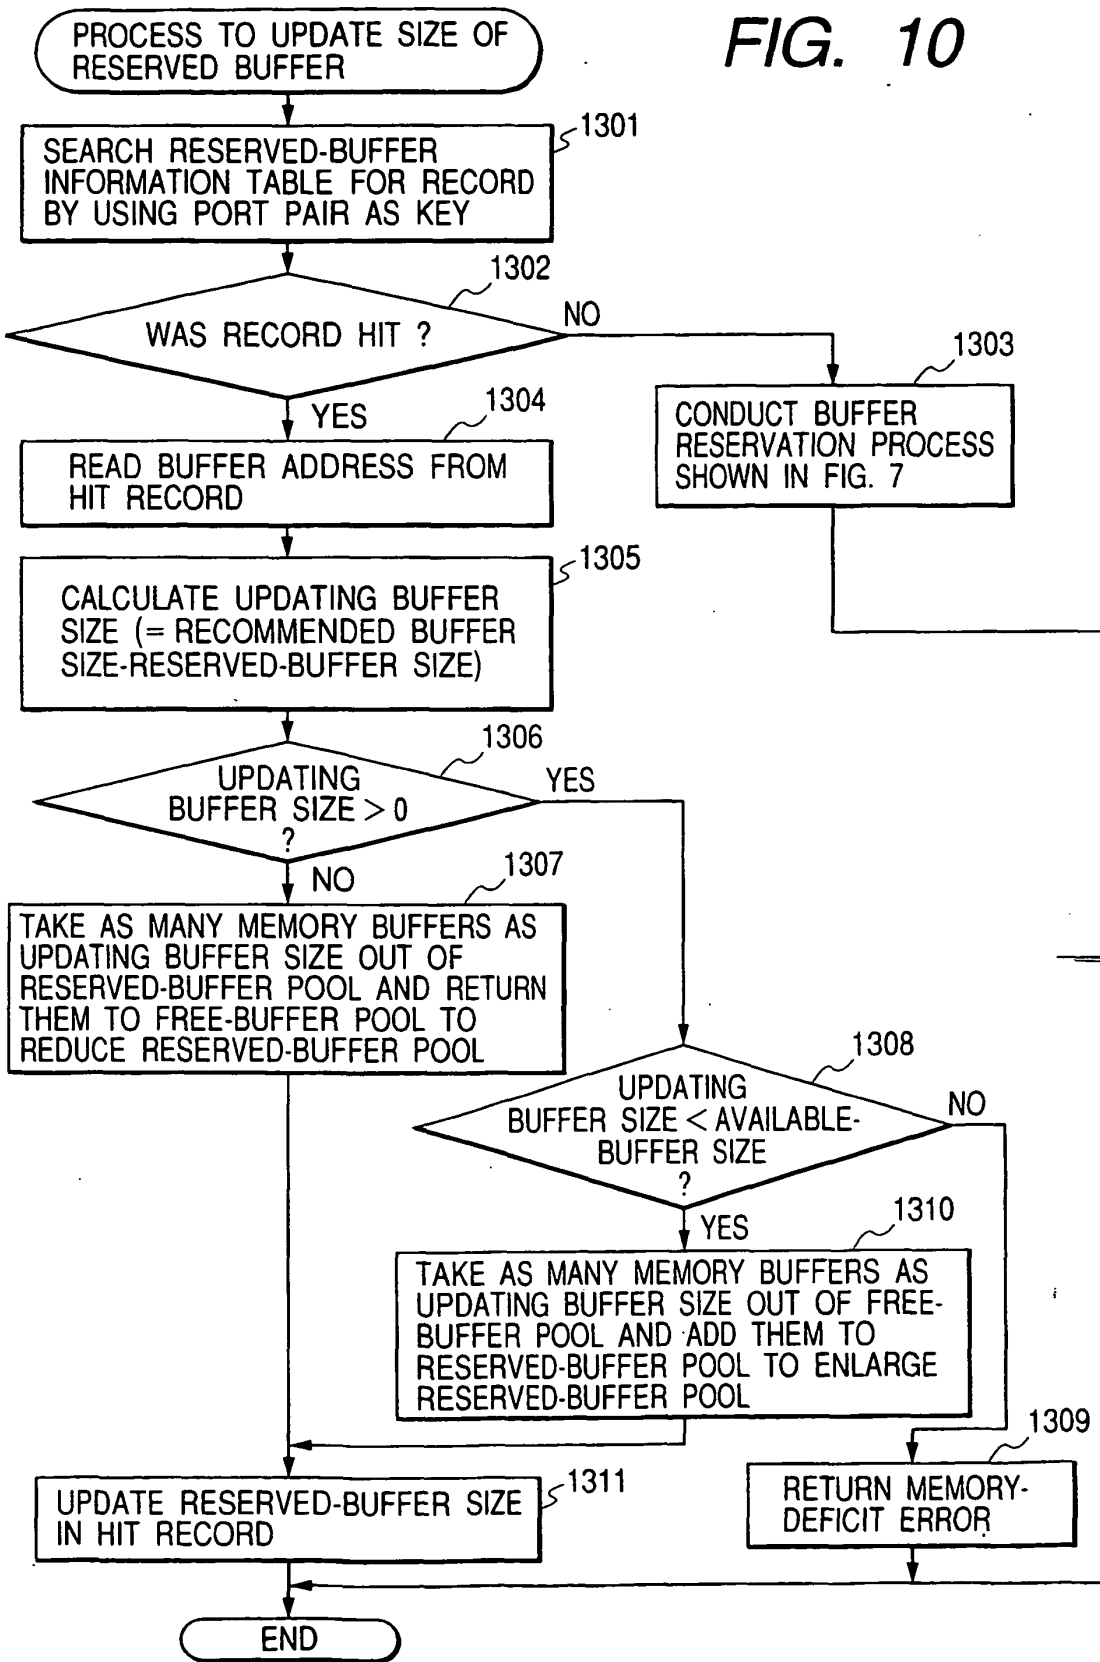 FIG. 10
PROCESS TO UPDATE SIZE OF
RESERVED BUFFER
1301
SEARCH RESERVED-BUFFER
INFORMATION TABLE FOR RECORD
BY USING PORT PAIR AS KEY
1302
WAS RECORD HIT ?
NO
1303
CONDUCT BUFFER
RESERVATION PROCESS
SHOWN IN FIG. 7
YES
1304
READ BUFFER ADDRESS FROM
HIT RECORD
1305
CALCULATE UPDATING BUFFER
SIZE (= RECOMMENDED BUFFER
SIZE-RESERVED-BUFFER SIZE)
1306
UPDATING
BUFFER SIZE > 0
?
YES
NO
1307
TAKE AS MANY MEMORY BUFFERS AS
UPDATING BUFFER SIZE OUT OF
RESERVED-BUFFER POOL AND RETURN
THEM TO FREE-BUFFER POOL TO
REDUCE RESERVED-BUFFER POOL
1308
UPDATING
BUFFER SIZE < AVAILABLE-
BUFFER SIZE
?
NO
YES
1310
TAKE AS MANY MEMORY BUFFERS AS
UPDATING BUFFER SIZE OUT OF FREE-
BUFFER POOL AND ADD THEM TO
RESERVED-BUFFER POOL TO ENLARGE
RESERVED-BUFFER POOL
1309
RETURN MEMORY-
DEFICIT ERROR
1311
UPDATE RESERVED-BUFFER SIZE
IN HIT RECORD
END